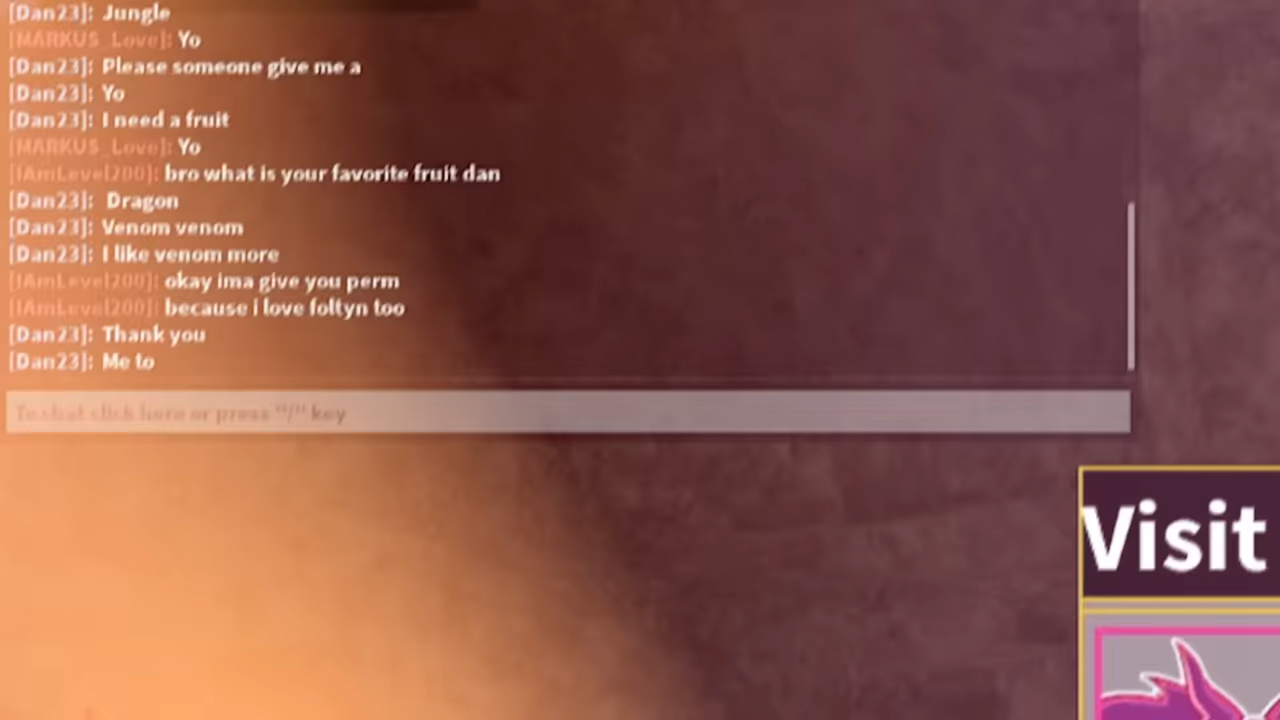 [Dan23]: Jungle
[MARKUS_Love]: Yo
[Dan23]: Please someone give me a
[Dan23]: Yo
[Dan23]: I need a fruit
[MARKUS_Love]: Yo
[IAmLevel200]: bro what is your favorite fruit dan
[Dan23]: Dragon
[Dan23]: Venom venom
[Dan23]: I like venom more
[IAmLevel200]: okay ima give you perm
[IAmLevel200]: because i love foltyn too
[Dan23]: Thank you
[Dan23]: Me to
To chat click here or press "/" key
Visit